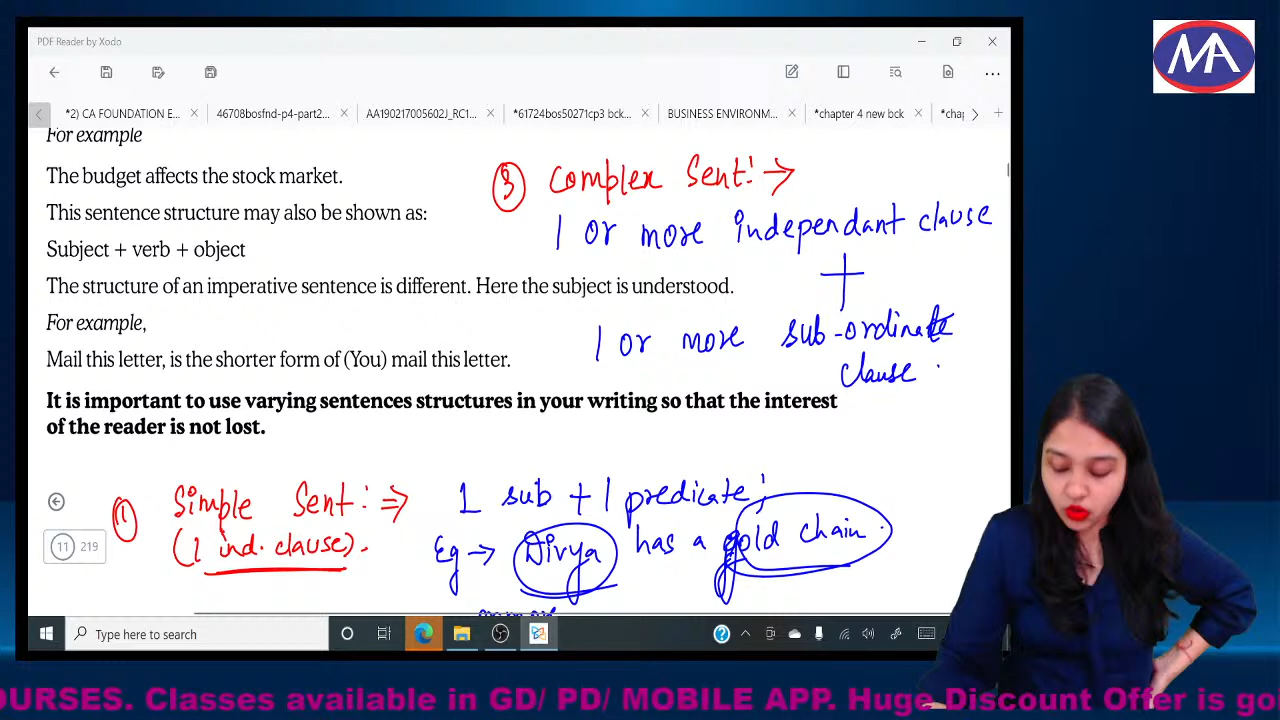 PDF Reader by Xodo
MA
*2) CA FOUNDATION E...
46708bosfnd-p4-part2...
AA190217005602J_RC1...
*61724bos50271cp3 bck...
BUSINESS ENVIRONM...
*chapter 4 new bck
*chap
For example
The budget affects the stock market.
This sentence structure may also be shown as:
Subject + verb + object
The structure of an imperative sentence is different. Here the subject is understood.
For example,
Mail this letter, is the shorter form of (You) mail this letter.
It is important to use varying sentences structures in your writing so that the interest
of the reader is not lost.
③ Complex Sent: →
1 or more independant clause
+
1 or more sub-ordinate
clause.
① Simple Sent: ⇒ 1 sub + 1 predicate;
(1 ind. clause).
Eg → Divya has a gold chain.
11 219
Type here to search
OURSES. Classes available in GD/ PD/ MOBILE APP. Huge Discount Offer is go